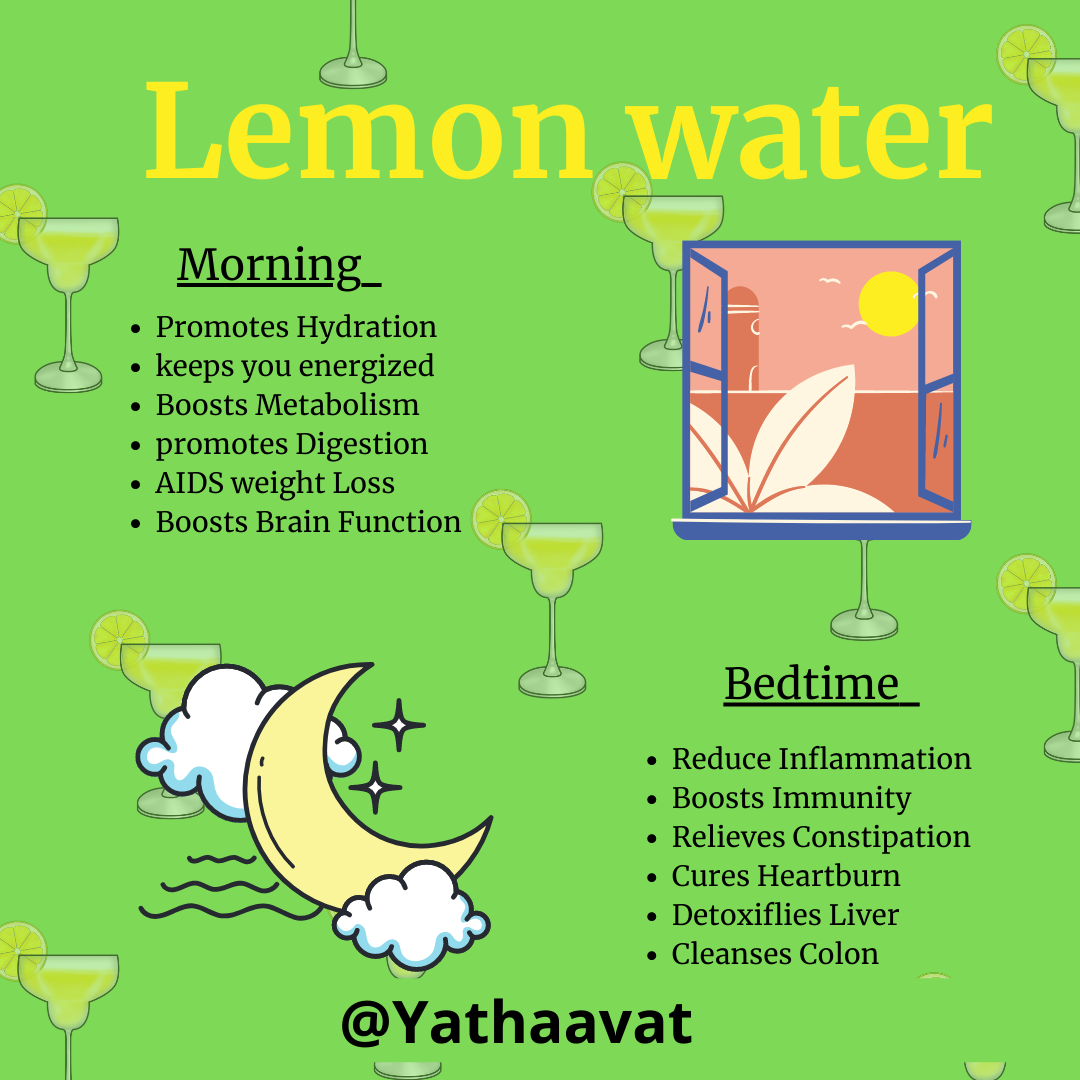 Lemon water
Morning_
• Promotes Hydration
• keeps you energized
• Boosts Metabolism
• promotes Digestion
• AIDS weight Loss
• Boosts Brain Function
Bedtime_
• Reduce Inflammation
• Boosts Immunity
• Relieves Constipation
• Cures Heartburn
• Detoxiflies Liver
• Cleanses Colon
@Yathaavat